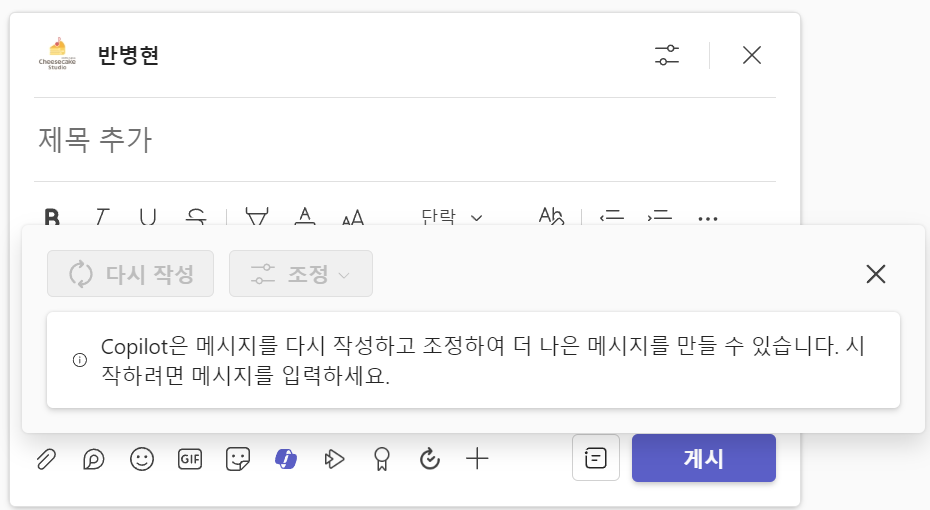 Cheesecake
Studio
반병현
제목 추가
B I U S A AA 단락 Ab
다시 작성 조정
Copilot은 메시지를 다시 작성하고 조정하여 더 나은 메시지를 만들 수 있습니다. 시
작하려면 메시지를 입력하세요.
GIF
게시